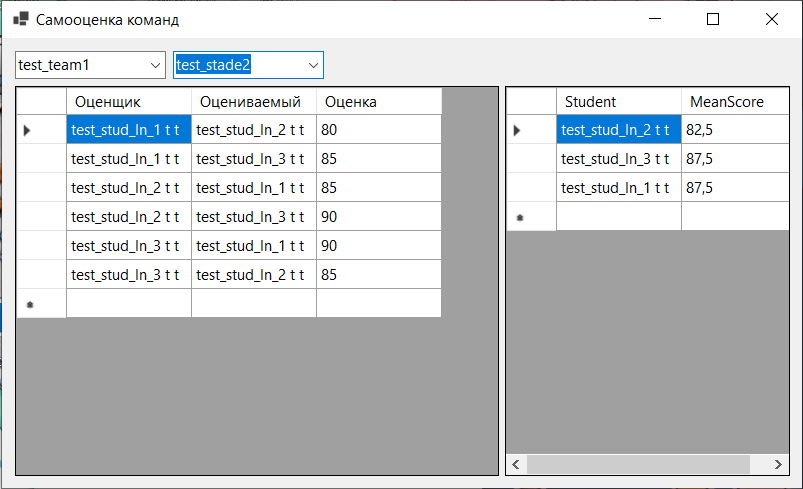 Самооценка команд
test_team1 test_stade2
Оценщик Оцениваемый Оценка
test_stud_ln_1 t t test_stud_ln_2 t t 80
test_stud_ln_1 t t test_stud_ln_3 t t 85
test_stud_ln_2 t t test_stud_ln_1 t t 85
test_stud_ln_2 t t test_stud_ln_3 t t 90
test_stud_ln_3 t t test_stud_ln_1 t t 90
test_stud_ln_3 t t test_stud_ln_2 t t 85
Student MeanScore
test_stud_ln_2 t t 82,5
test_stud_ln_3 t t 87,5
test_stud_ln_1 t t 87,5